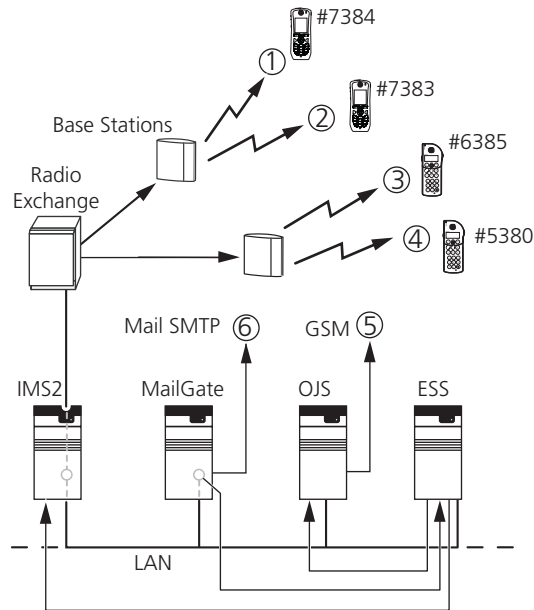 #7384
①
#7383
②
Base Stations
#6385
Radio
Exchange
③
④
#5380
Mail SMTP ⑥
GSM ⑤
IMS2
MailGate
OJS
ESS
LAN